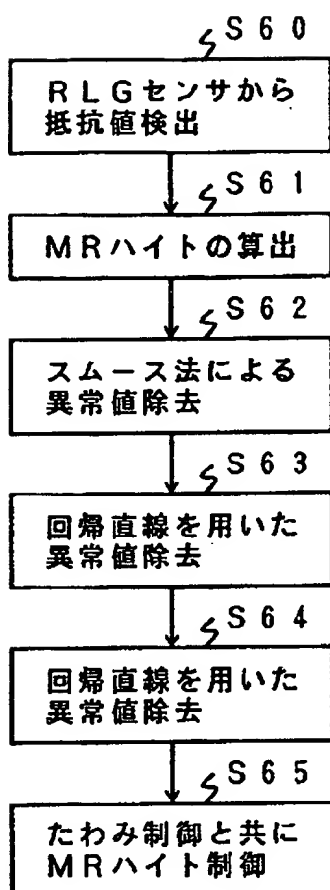 S60
RLGセンサから
抵抗値検出
S61
MRハイトの算出
S62
スムース法による
異常値除去
S63
回帰直線を用いた
異常値除去
S64
回帰直線を用いた
異常値除去
S65
たわみ制御と共に
MRハイト制御